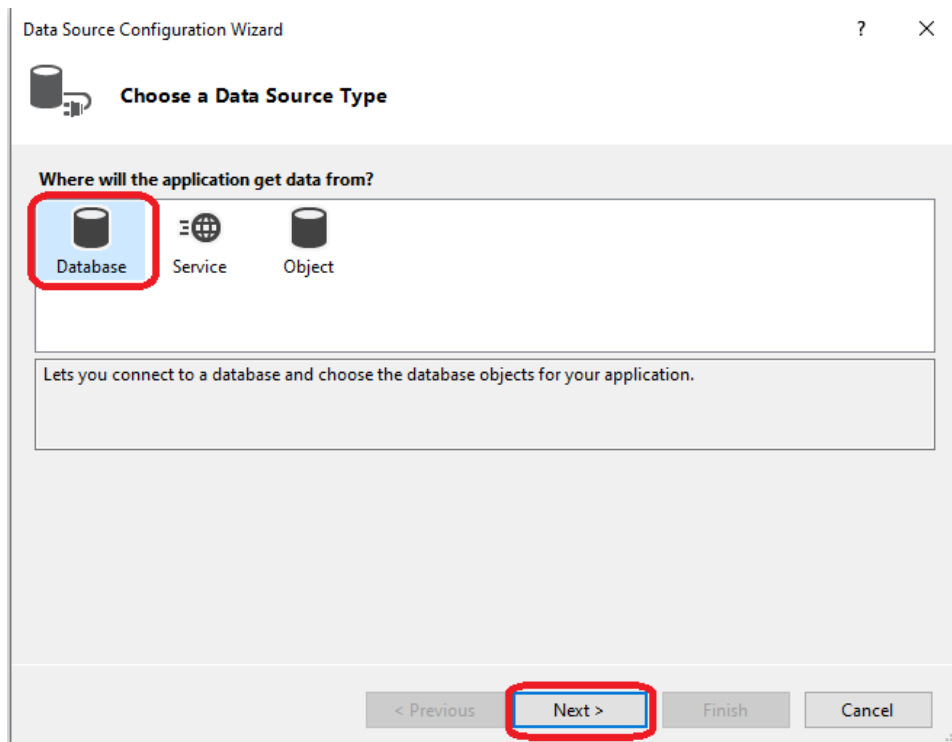 Data Source Configuration Wizard ? ×
Choose a Data Source Type
Where will the application get data from?
Database Service Object
Lets you connect to a database and choose the database objects for your application.
< Previous Next > Finish Cancel